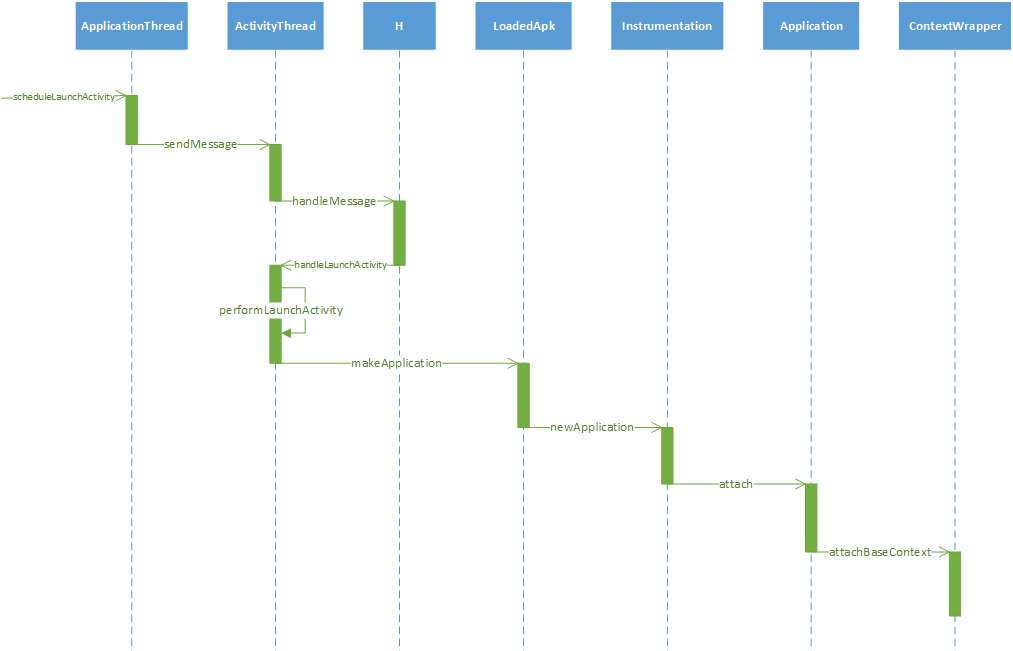 ApplicationThread
ActivityThread
H
LoadedApk
Instrumentation
Application
ContextWrapper
scheduleLaunchActivity
sendMessage
handleMessage
handleLaunchActivity
performLaunchActivity
makeApplication
newApplication
attach
attachBaseContext